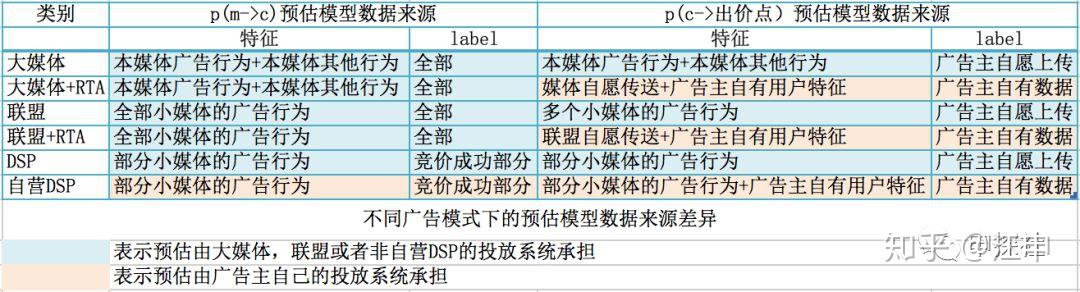 类别 p(m->c)预估模型数据来源 p(c->出价点）预估模型数据来源
特征 label 特征 label
大媒体 本媒体广告行为+本媒体其他行为 全部 本媒体广告行为+本媒体其他行为 广告主自愿上传
大媒体+RTA 本媒体广告行为+本媒体其他行为 全部 媒体自愿传送+广告主自有用户特征 广告主自有数据
联盟 全部小媒体的广告行为 全部 多个小媒体的广告行为 广告主自愿上传
联盟+RTA 全部小媒体的广告行为 全部 联盟自愿传送+广告主自有用户特征 广告主自有数据
DSP 部分小媒体的广告行为 竞价成功部分 部分小媒体的广告行为 广告主自愿上传
自营DSP 部分小媒体的广告行为 竞价成功部分 部分小媒体的广告行为+广告主自有用户特征 广告主自有数据
不同广告模式下的预估模型数据来源差异
表示预估由大媒体，联盟或者非自营DSP的投放系统承担
表示预估由广告主自己的投放系统承担
知乎